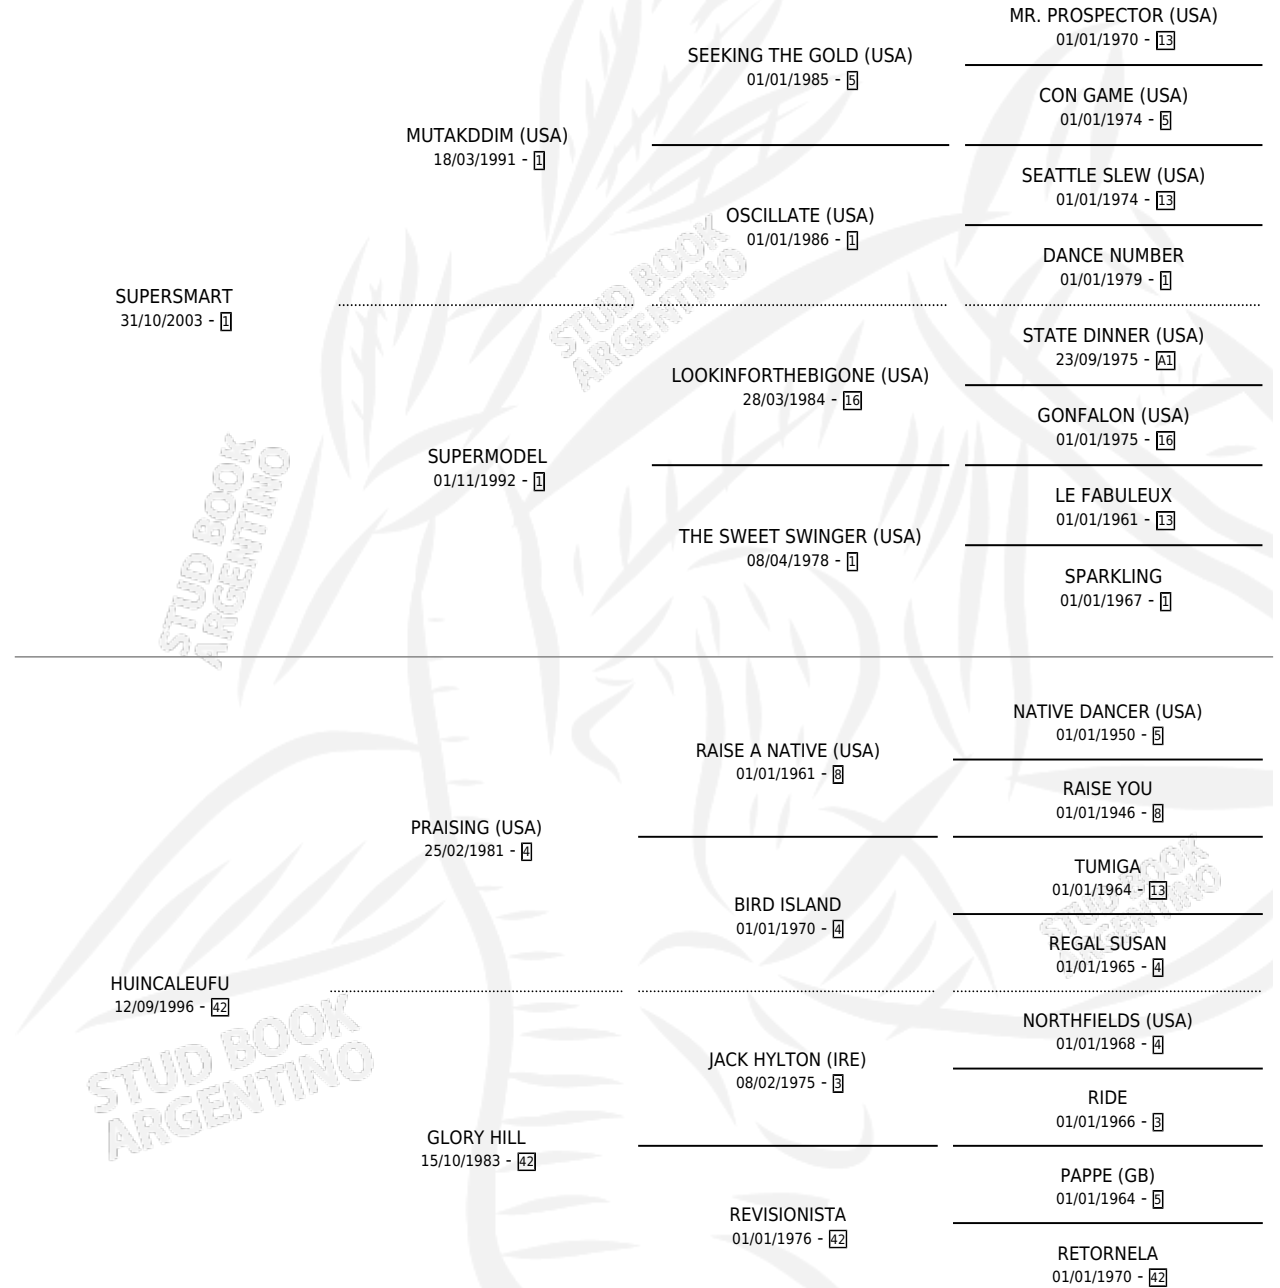 MR. PROSPECTOR (USA)
01/01/1970 - 13
SEEKING THE GOLD (USA)
01/01/1985 - 5
CON GAME (USA)
01/01/1974 - 5
MUTAKDDIM (USA)
18/03/1991 - 1
SEATTLE SLEW (USA)
01/01/1974 - 13
OSCILLATE (USA)
01/01/1986 - 1
DANCE NUMBER
01/01/1979 - 1
SUPERSMART
31/10/2003 - 1
STUD BOOK
ARGENTINO
STATE DINNER (USA)
23/09/1975 - A1
LOOKINFORTHEBIGONE (USA)
28/03/1984 - 16
GONFALON (USA)
01/01/1975 - 16
SUPERMODEL
01/11/1992 - 1
LE FABULEUX
01/01/1961 - 13
THE SWEET SWINGER (USA)
08/04/1978 - 1
SPARKLING
01/01/1967 - 1
STUD BOOK
ARGENTINO
NATIVE DANCER (USA)
01/01/1950 - 5
RAISE A NATIVE (USA)
01/01/1961 - 8
RAISE YOU
01/01/1946 - 8
PRAISING (USA)
25/02/1981 - 4
TUMIGA
01/01/1964 - 13
BIRD ISLAND
01/01/1970 - 4
STUD BOOK
ARGENTINO
REGAL SUSAN
01/01/1965 - 4
HUINCALEUFU
12/09/1996 - 42
NORTHFIELDS (USA)
01/01/1968 - 4
JACK HYLTON (IRE)
08/02/1975 - 3
STUD BOOK
ARGENTINO
RIDE
01/01/1966 - 3
GLORY HILL
15/10/1983 - 42
PAPPE (GB)
01/01/1964 - 5
REVISIONISTA
01/01/1976 - 42
RETORNELA
01/01/1970 - 42